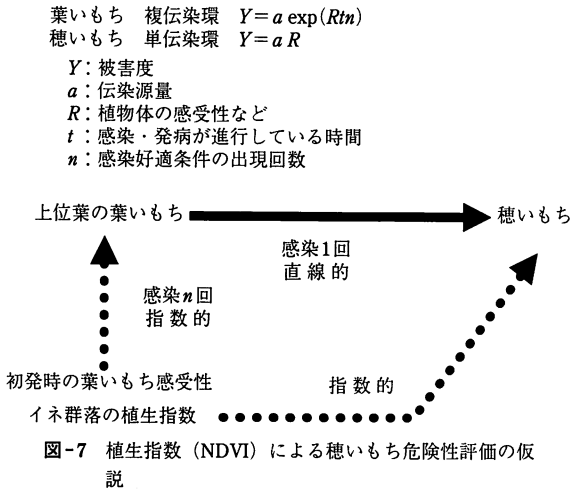 葉いもち 複伝染環 Y=a exp(Rtn)
穂いもち 単伝染環 Y=a R
Y：被害度
a：伝染源量
R：植物体の感受性など
t：感染・発病が進行している時間
n：感染好適条件の出現回数
上位葉の葉いもち
穂いもち
感染1回
直線的
感染n回
指数的
初発時の葉いもち感受性
指数的
イネ群落の植生指数
図-7 植生指数（NDVI）による穂いもち危険性評価の仮
説